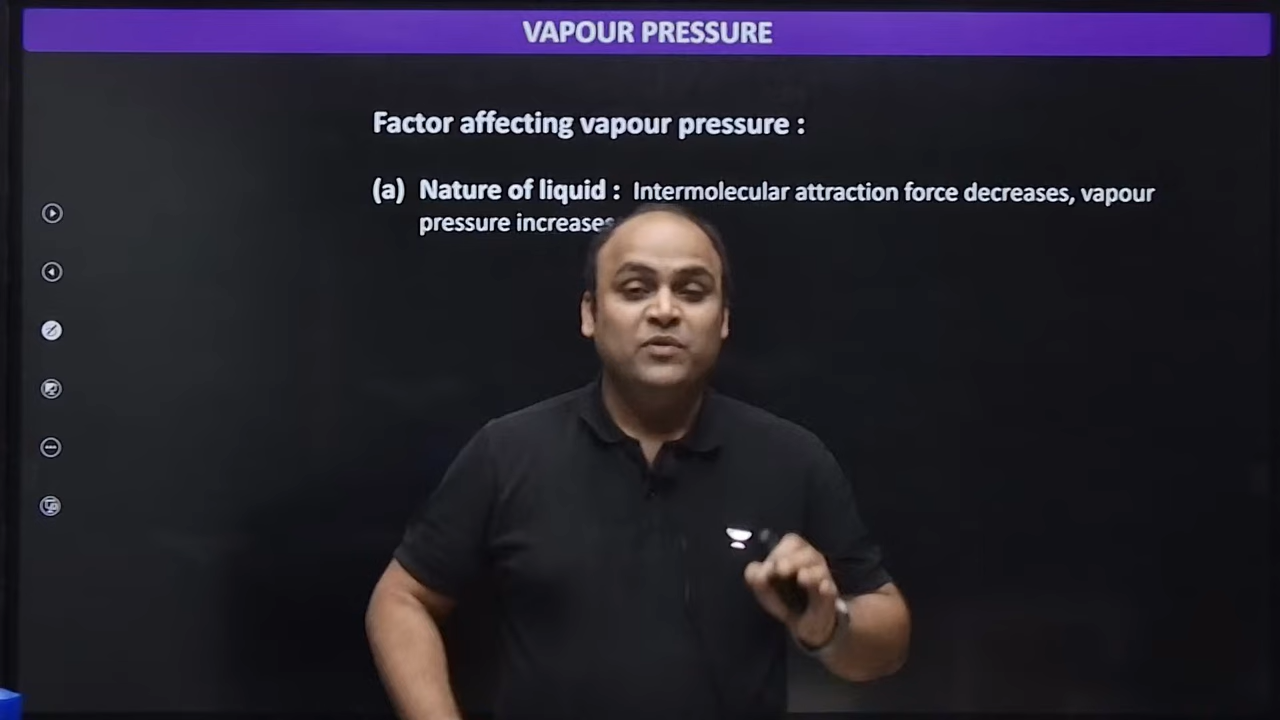 VAPOUR PRESSURE
Factor affecting vapour pressure :
(a) Nature of liquid : Intermolecular attraction force decreases, vapour
pressure increases